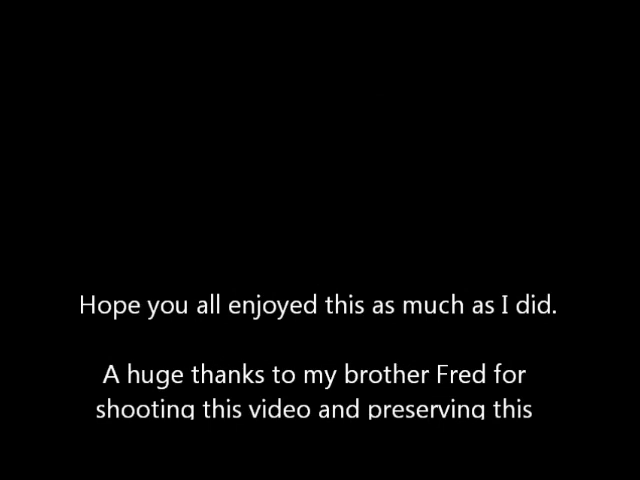 Hope you all enjoyed this as much as I did.
A huge thanks to my brother Fred for
shooting this video and preserving this